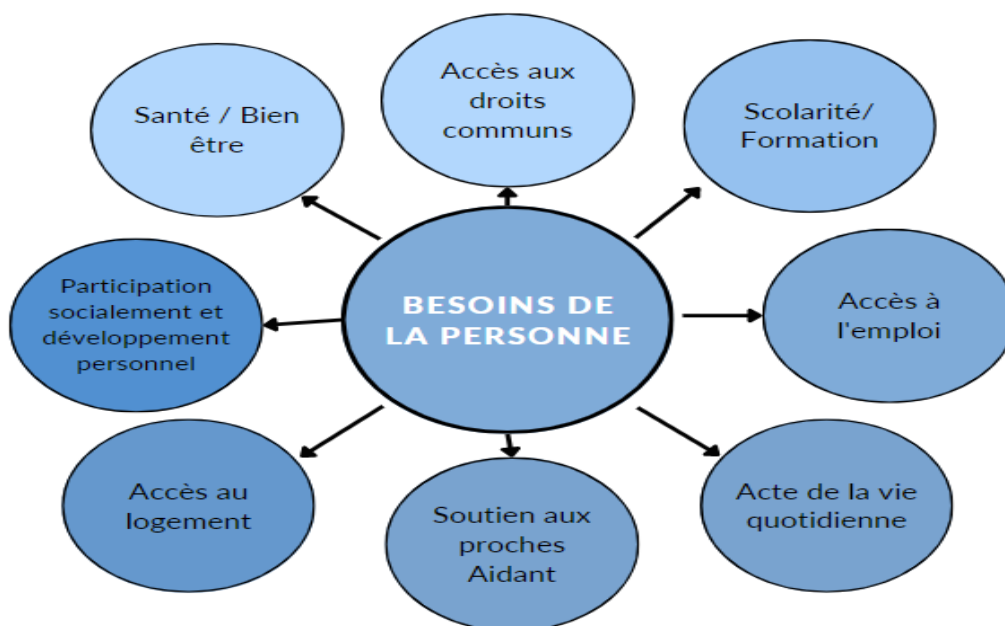 Santé / Bien
être
Accès aux
droits
communs
Scolarité/
Formation
Participation
socialement et
développement
personnel
BESOINS DE
LA PERSONNE
Accès à
l'emploi
Accès au
logement
Soutien aux
proches
Aidant
Acte de la vie
quotidienne